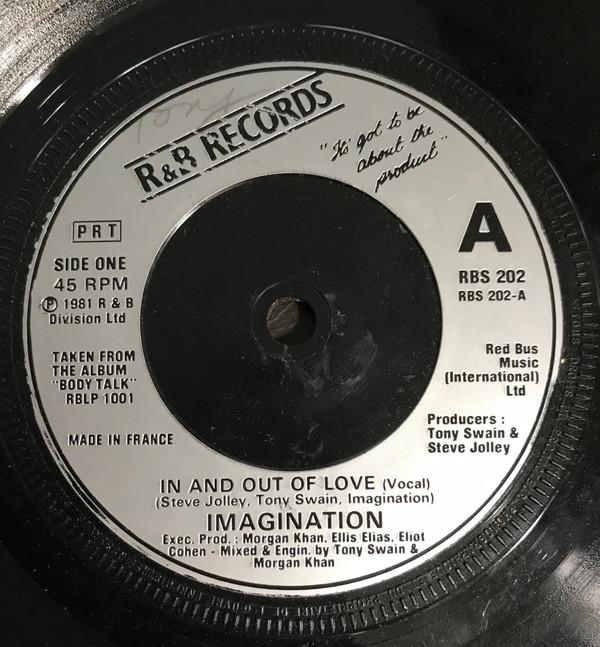 Tony
R&B RECORDS
"It's got to be
about the
product"
PRT
A
SIDE ONE
45 RPM
Ⓟ 1981 R & B
Division Ltd
RBS 202
RBS 202-A
TAKEN FROM
THE ALBUM
"BODY TALK"
RBLP 1001
Red Bus
Music
(International)
Ltd
MADE IN FRANCE
Producers :
Tony Swain &
Steve Jolley
IN AND OUT OF LOVE (Vocal)
(Steve Jolley, Tony Swain, Imagination)
IMAGINATION
Exec. Prod. : Morgan Khan, Ellis Elias, Eliot
Cohen - Mixed & Engin. by Tony Swain &
Morgan Khan